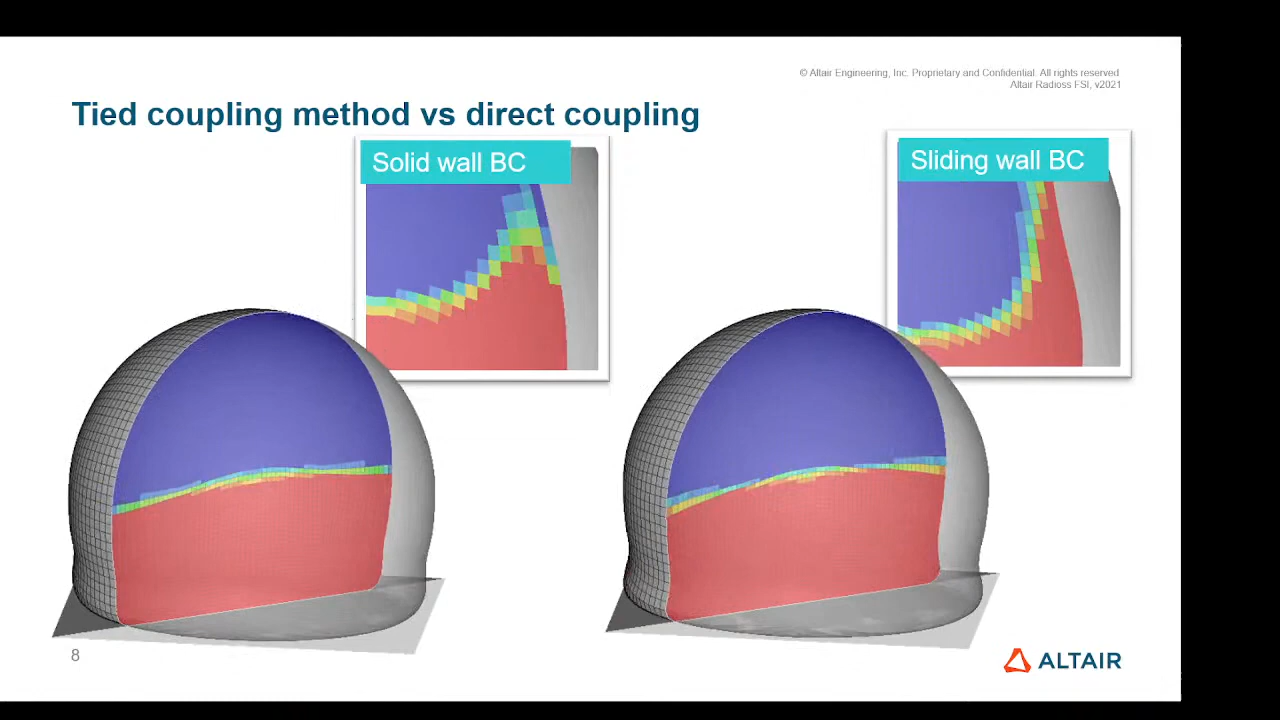 © Altair Engineering, Inc. Proprietary and Confidential. All rights reserved
Altair Radioss FSI, v2021
Tied coupling method vs direct coupling
Solid wall BC
Sliding wall BC
8
ALTAIR